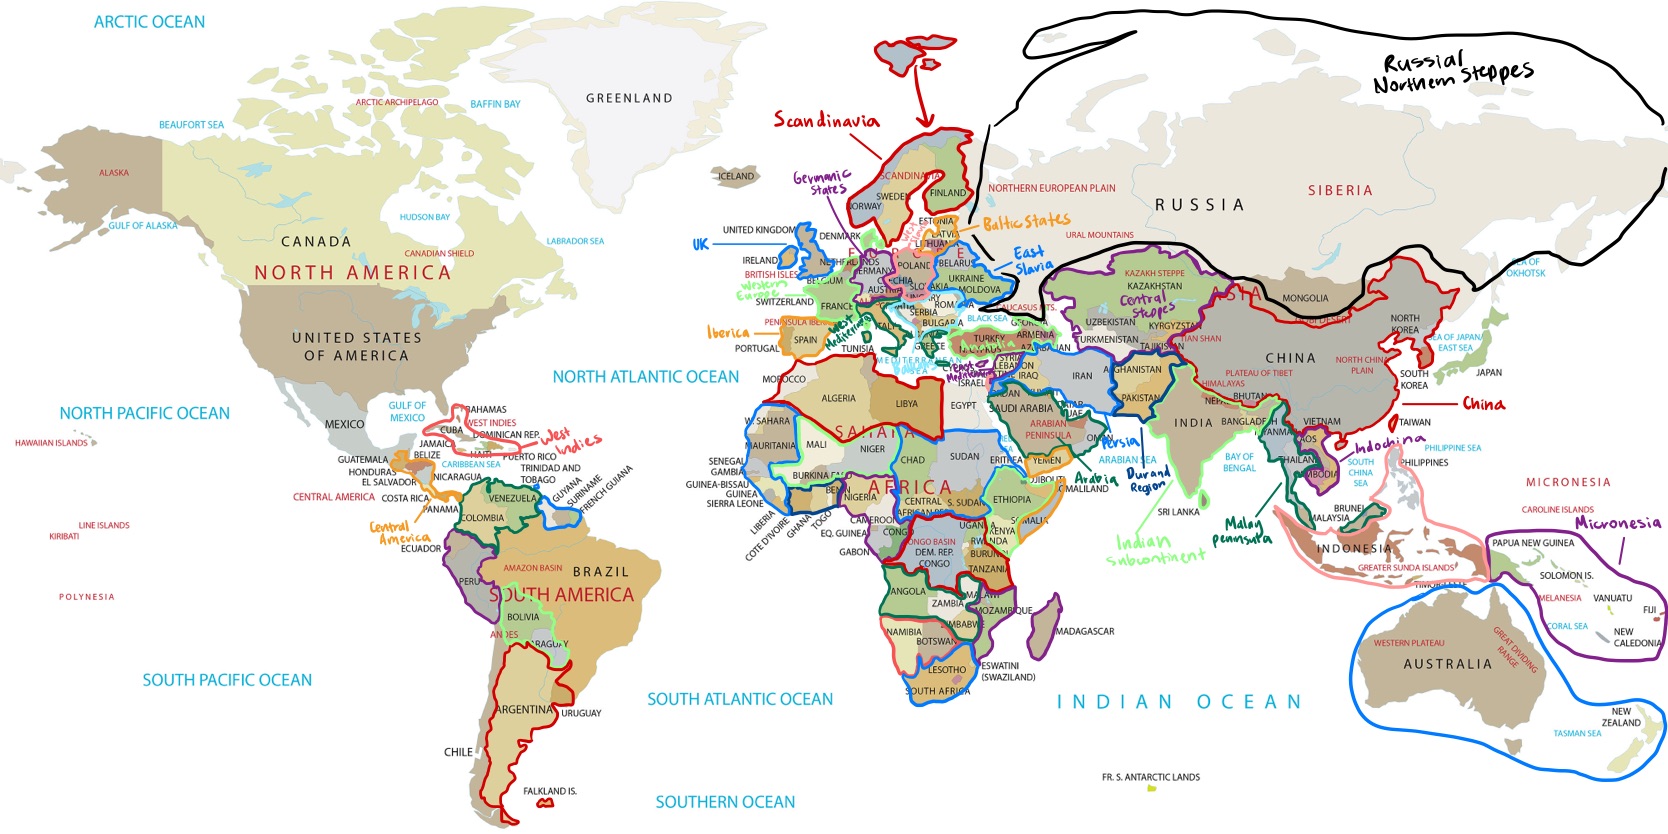 ARCTIC OCEAN
BEAUFORT SEA
ARCTIC ARCHIPELAGO
BAFFIN BAY
GREENLAND
ALASKA
GULF OF ALASKA
HUDSON BAY
CANADA
CANADIAN SHIELD
LABRADOR SEA
NORTH AMERICA
UNITED STATES
OF AMERICA
NORTH ATLANTIC OCEAN
NORTH PACIFIC OCEAN
HAWAIIAN ISLANDS
GULF OF
MEXICO
MEXICO
BAHAMAS
WEST INDIES
CUBA
DOMINICAN REP.
JAMAICA
HAITI
PUERTO RICO
West
Indies
BELIZE
GUATEMALA
HONDURAS
EL SALVADOR
NICARAGUA
CARIBBEAN SEA
TRINIDAD AND
TOBAGO
CENTRAL AMERICA
COSTA RICA
PANAMA
Central
America
VENEZUELA
GUYANA
SURINAME
FRENCH GUIANA
COLOMBIA
ECUADOR
LINE ISLANDS
KIRIBATI
POLYNESIA
AMAZON BASIN
BRAZIL
SOUTH AMERICA
PERU
BOLIVIA
ANDES
ARAGUAY
SOUTH PACIFIC OCEAN
ARGENTINA
URUGUAY
CHILE
FALKLAND IS.
SOUTH ATLANTIC OCEAN
SOUTHERN OCEAN
ICELAND
Scandinavia
SCANDINAVIA
SWEDEN
NORWAY
FINLAND
Germanic
States
UNITED KINGDOM
UK
IRELAND
BRITISH ISLES
DENMARK
ESTONIA
LATVIA
LITHUANIA
Baltic States
Western
Europe
NETHERLANDS
BELGIUM
GERMANY
POLAND
BELARUS
UKRAINE
MOLDOVA
East
Slavia
SWITZERLAND
FRANCE
AUSTRIA
CZECHIA
SLOVAKIA
ROMANIA
SERBIA
BULGARIA
Iberica
PENINSULA IBERICA
SPAIN
PORTUGAL
ITALY
GREECE
West
Mediterranean
MEDITERRANEAN
SEA
TUNISIA
BLACK SEA
CAUCASUS MTS.
GEORGIA
ARMENIA
AZERBAIJAN
TURKEY
CYPRUS
SYRIA
LEBANON
ISRAEL
IRAQ
JORDAN
East
Mediterranean
Russial
Northern Steppes
NORTHERN EUROPEAN PLAIN
RUSSIA
SIBERIA
URAL MOUNTAINS
SEA OF
OKHOTSK
ASIA
KAZAKH STEPPE
KAZAKHSTAN
Central
Steppes
UZBEKISTAN
KYRGYZSTAN
TURKMENISTAN
TAJIKISTAN
TIAN SHAN
MONGOLIA
GOBI DESERT
CHINA
NORTH
KOREA
SOUTH
KOREA
SEA OF JAPAN/
EAST SEA
JAPAN
NORTH CHINA
PLAIN
PLATEAU OF TIBET
HIMALAYAS
NEPAL
BHUTAN
China
TAIWAN
IRAN
AFGHANISTAN
PAKISTAN
Persia
Durand
Region
INDIA
BANGLADESH
MYANMAR
LAOS
VIETNAM
THAILAND
CAMBODIA
Indochina
SOUTH
CHINA
SEA
PHILIPPINE SEA
PHILIPPINES
BAY OF
BENGAL
ARABIAN SEA
SRI LANKA
Indian
Subcontinent
Malay
peninsula
BRUNEI
MALAYSIA
INDONESIA
GREATER SUNDA ISLANDS
TIMOR-LESTE
MICRONESIA
CAROLINE ISLANDS
Micronesia
PAPUA NEW GUINEA
SOLOMON IS.
MELANESIA
VANUATU
FIJI
CORAL SEA
NEW
CALEDONIA
WESTERN PLATEAU
GREAT DIVIDING
RANGE
AUSTRALIA
NEW
ZEALAND
TASMAN SEA
MOROCCO
ALGERIA
LIBYA
EGYPT
SAUDI ARABIA
QATAR
UAE
ARABIAN
PENINSULA
OMAN
YEMEN
Arabia
W. SAHARA
MAURITANIA
MALI
NIGER
CHAD
SUDAN
ERITREA
SAHARA
AFRICA
SENEGAL
GAMBIA
GUINEA-BISSAU
GUINEA
SIERRA LEONE
LIBERIA
COTE D'IVOIRE
GHANA
TOGO
BENIN
BURKINA FASO
NIGERIA
CAMEROON
EQ. GUINEA
GABON
CONGO
CENTRAL
AFRICAN REP.
S. SUDAN
ETHIOPIA
DJIBOUTI
SOMALILAND
SOMALIA
UGANDA
KENYA
RWANDA
BURUNDI
CONGO BASIN
DEM. REP.
CONGO
TANZANIA
ANGOLA
ZAMBIA
MALAWI
MOZAMBIQUE
ZIMBABWE
NAMIBIA
BOTSWANA
MADAGASCAR
LESOTHO
SOUTH AFRICA
ESWATINI
(SWAZILAND)
INDIAN OCEAN
FR. S. ANTARCTIC LANDS